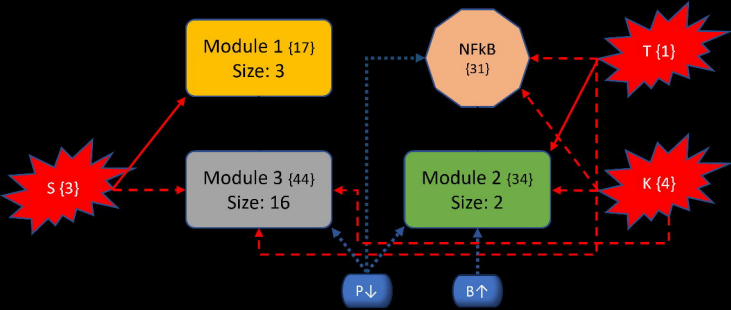 Module 1 {17}
Size: 3
NFkB
{31}
T {1}
S {3}
Module 3 {44}
Size: 16
Module 2 {34}
Size: 2
K {4}
P↓
B↑